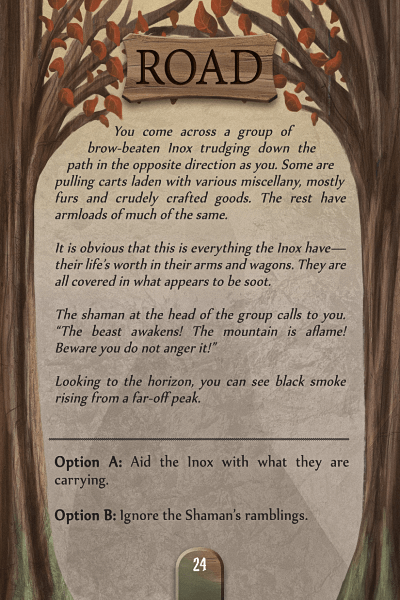 ROAD
You come across a group of
brow-beaten Inox trudging down the
path in the opposite direction as you. Some are
pulling carts laden with various miscellany, mostly
furs and crudely crafted goods. The rest have
armloads of much of the same.
It is obvious that this is everything the Inox have—
their life's worth in their arms and wagons. They are
all covered in what appears to be soot.
The shaman at the head of the group calls to you.
"The beast awakens! The mountain is aflame!
Beware you do not anger it!"
Looking to the horizon, you can see black smoke
rising from a far-off peak.
Option A: Aid the Inox with what they are
carrying.
Option B: Ignore the Shaman's ramblings.
24